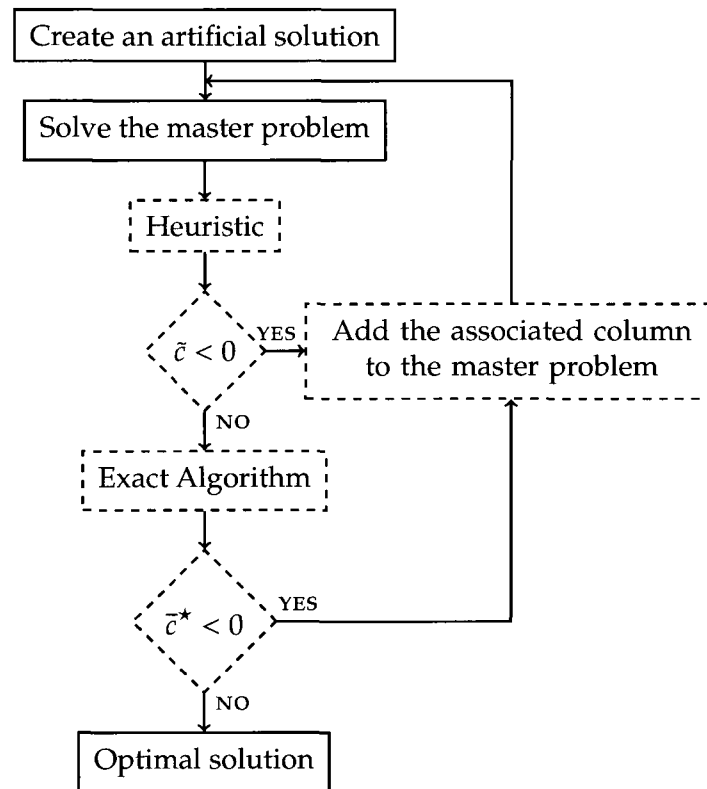 Create an artificial solution
Solve the master problem
Heuristic
c̃ < 0
YES
Add the associated column
to the master problem
NO
Exact Algorithm
c̅★ < 0
YES
NO
Optimal solution